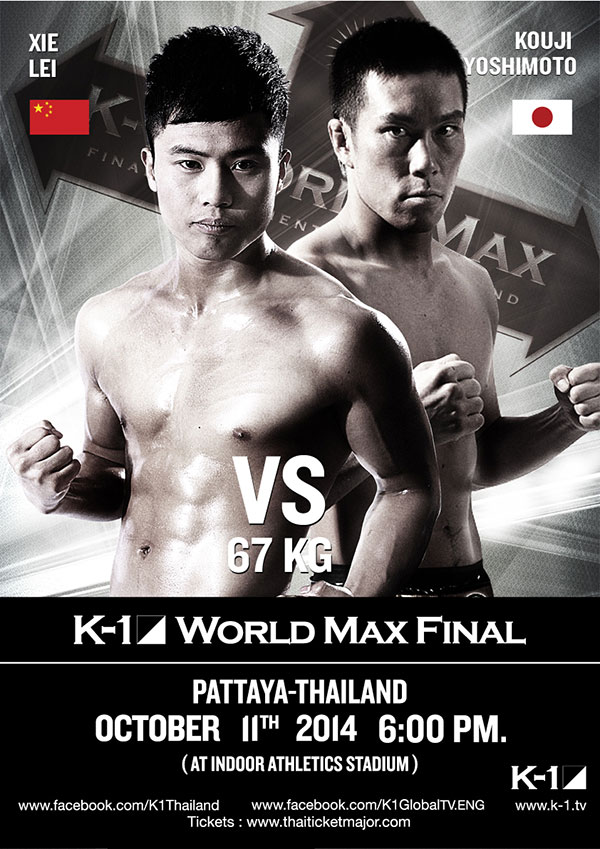 XIE
LEI
KOUJI
YOSHIMOTO
VS
67 KG
K-1 WORLD MAX FINAL
PATTAYA-THAILAND
OCTOBER 11TH 2014 6:00 PM.
( AT INDOOR ATHLETICS STADIUM )
K-1
www.facebook.com/K1Thailand www.facebook.com/K1GlobalTV.ENG www.k-1.tv
Tickets : www.thaiticketmajor.com